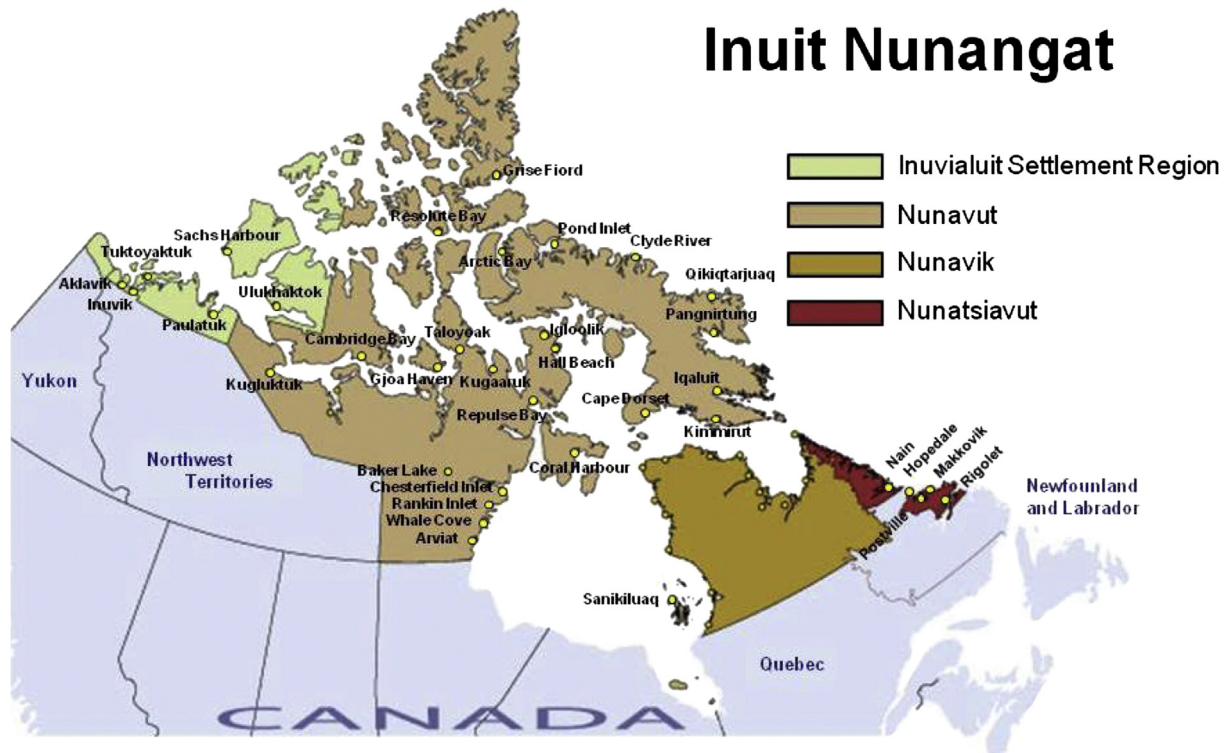 Inuit Nunangat
Inuvialuit Settlement Region
Nunavut
Nunavik
Nunatsiavut
Grise Fiord
Resolute Bay
Pond Inlet
Sachs Harbour
Clyde River
Tuktoyaktuk
Arctic Bay
Qikiqtarjuaq
Aklavik
Inuvik
Ulukhaktok
Paulatuk
Pangnirtung
Cambridge Bay
Taloyoak
Igloolik
Hall Beach
Yukon
Kugluktuk
Gjoa Haven
Kugaaruk
Iqaluit
Repulse Bay
Cape Dorset
Kimmirut
Northwest
Territories
Baker Lake
Coral Harbour
Nain
Hopedale
Makkovik
Rigolet
Chesterfield Inlet
Rankin Inlet
Newfounland
and Labrador
Whale Cove
Arviat
Postville
Sanikiluaq
Quebec
CANADA